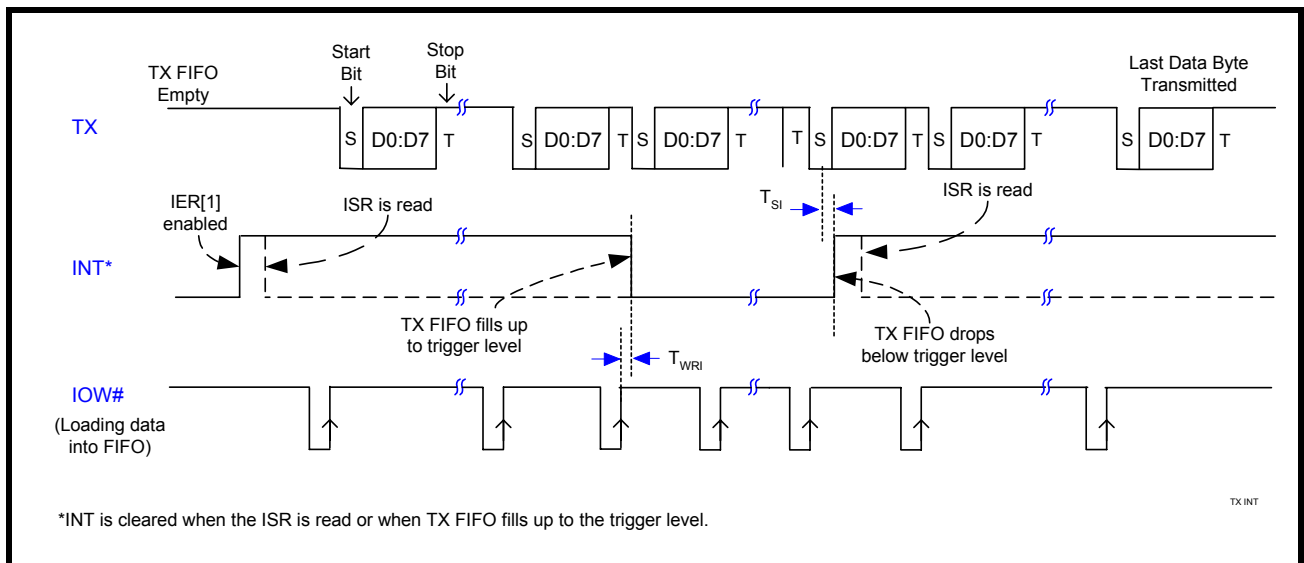 Start
Bit
Stop
Bit
TX FIFO
Empty
Last Data Byte
Transmitted
TX
S D0:D7 T S D0:D7 T S D0:D7 T T S D0:D7 T S D0:D7 T S D0:D7 T
IER[1]
enabled
ISR is read
TSI
ISR is read
INT*
TX FIFO fills up
to trigger level
TX FIFO drops
below trigger level
TWRI
IOW#
(Loading data
into FIFO)
TX INT
*INT is cleared when the ISR is read or when TX FIFO fills up to the trigger level.